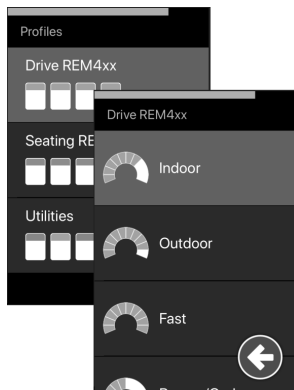 Profiles
Drive REM4xx
Seating RE
Utilities
Drive REM4xx
Indoor
Outdoor
Fast